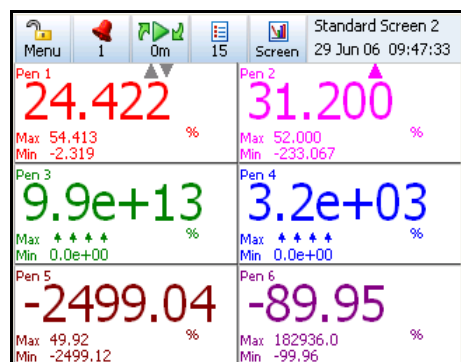 Menu 1 0m 15 Screen Standard Screen 2
29 Jun 06 09:47:33
Pen 1
24.422
Max 54.413 %
Min -2.319
Pen 2
31.200
Max 52.000 %
Min -233.067
Pen 3
9.9e+13
Max %
Min 0.0e+00
Pen 4
3.2e+03
Max %
Min 0.0e+00
Pen 5
-2499.04
Max 49.92 %
Min -2499.12
Pen 6
-89.95
Max 182936.0 %
Min -99.96